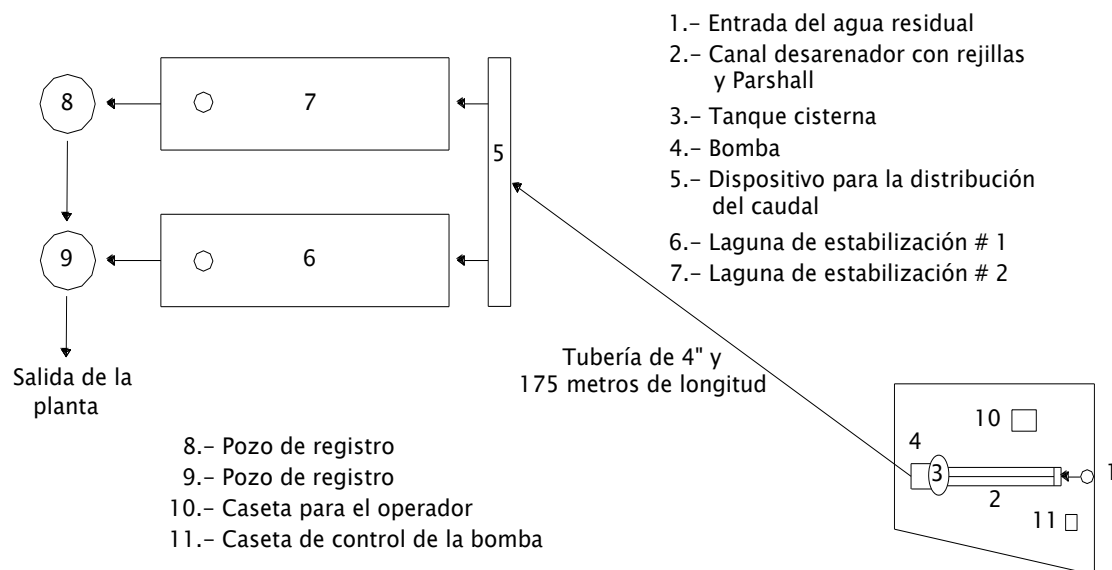 1.- Entrada del agua residual
2.- Canal desarenador con rejillas
y Parshall
3.- Tanque cisterna
4.- Bomba
5.- Dispositivo para la distribución
del caudal
6.- Laguna de estabilización # 1
7.- Laguna de estabilización # 2
8
7
5
9
6
Salida de la
planta
Tubería de 4" y
175 metros de longitud
10
4
3
1
2
11
8.- Pozo de registro
9.- Pozo de registro
10.- Caseta para el operador
11.- Caseta de control de la bomba